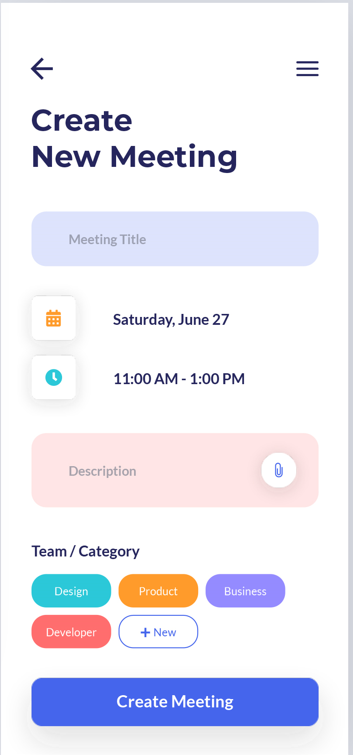 Create
New Meeting
Meeting Title
Saturday, June 27
11:00 AM - 1:00 PM
Description
Team / Category
Design Product Business
Developer + New
Create Meeting